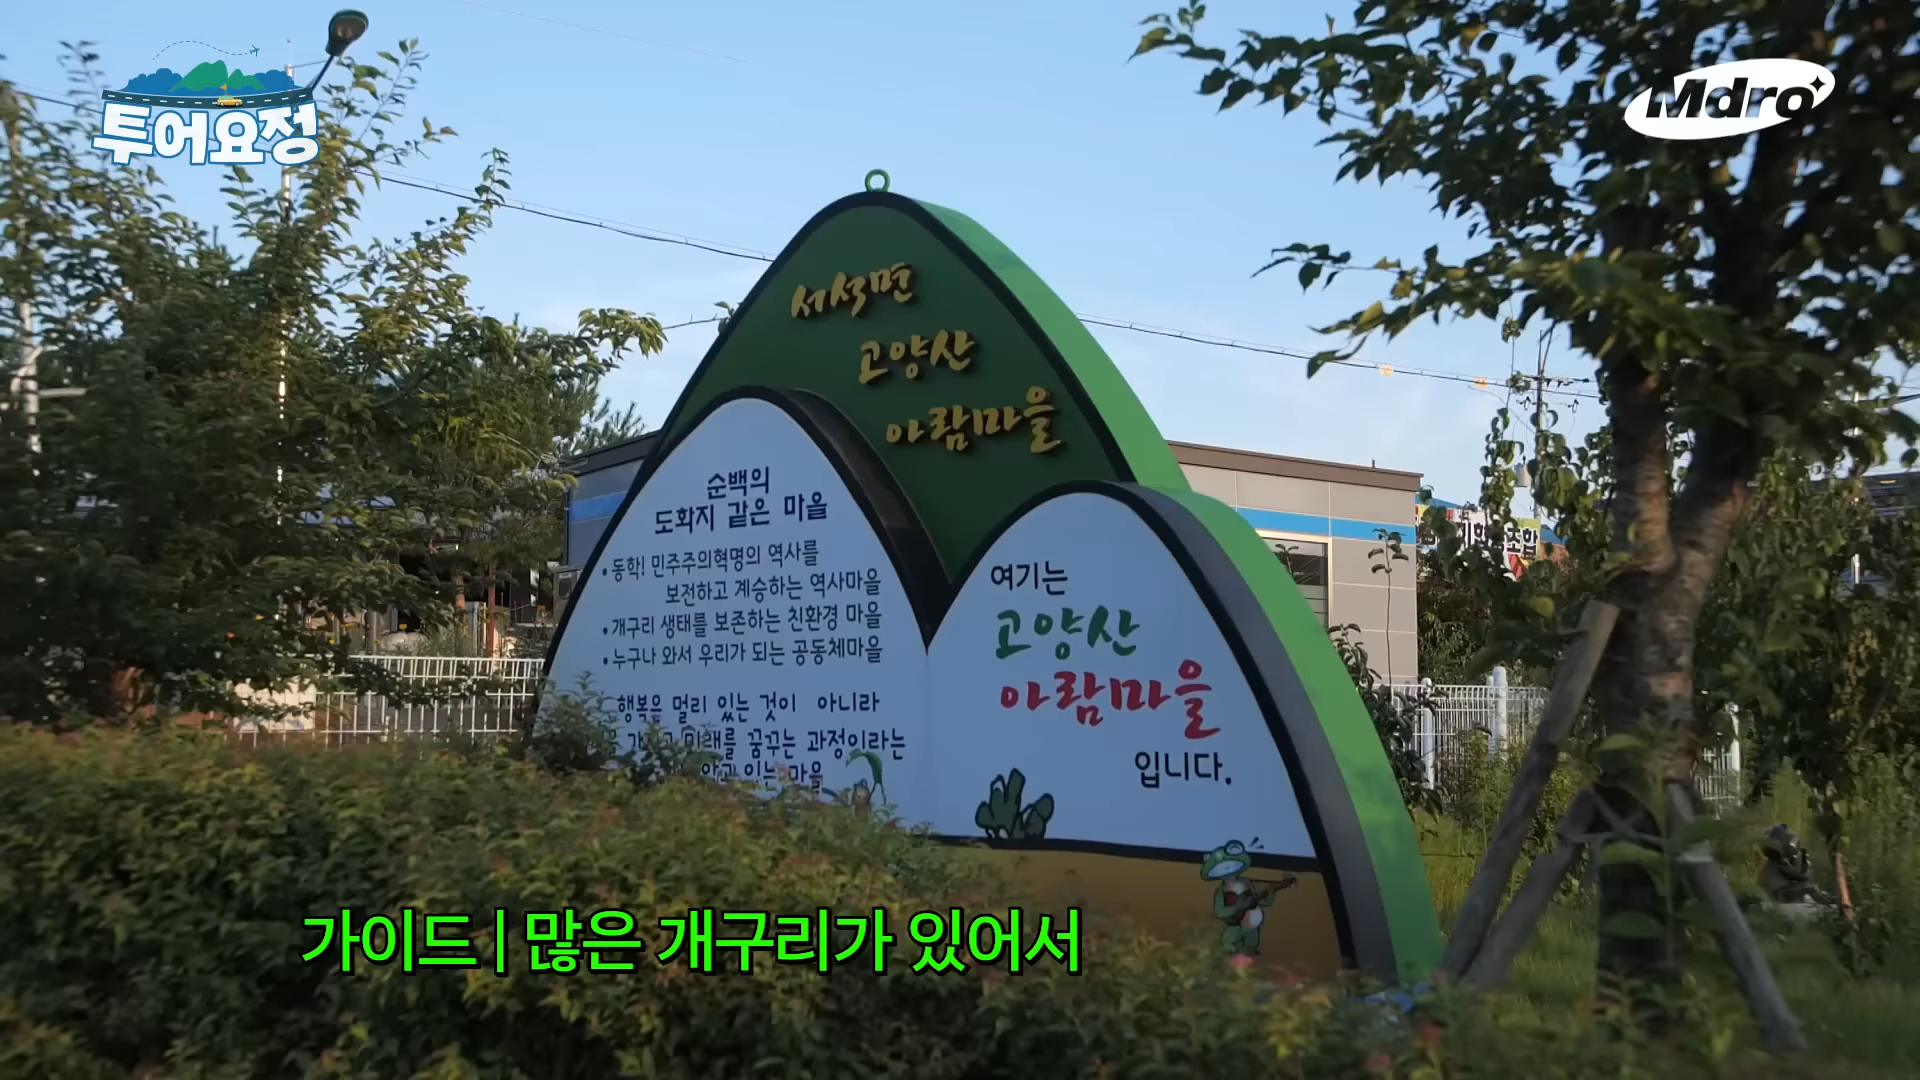 투어요정
Mdro
서석면
고양산
아람마을
순백의
도화지 같은 마을
•동학! 민주주의혁명의 역사를
보전하고 계승하는 역사마을
•개구리 생태를 보존하는 친환경 마을
•누구나 와서 우리가 되는 공동체마을
행복은 멀리 있는 것이 아니라
미래를 꿈꾸는 과정이라는
있는 마을
여기는
고양산
아람마을
입니다.
가이드 | 많은 개구리가 있어서